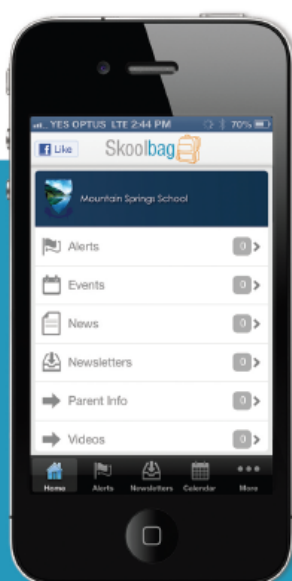 YES OPTUS LTE 2:44 PM 70%
Like Skoolbag
Mountain Springs School
Alerts 0
Events 0
News 0
Newsletters 0
Parent Info 0
Videos 0
Home Alerts Newsletters Calendar More